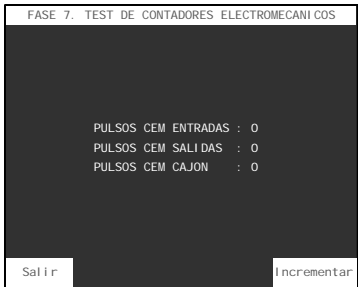 FASE 7. TEST DE CONTADORES ELECTROMECANICOS
PULSOS CEM ENTRADAS : 0
PULSOS CEM SALIDAS : 0
PULSOS CEM CAJON : 0
Salir
Incrementar